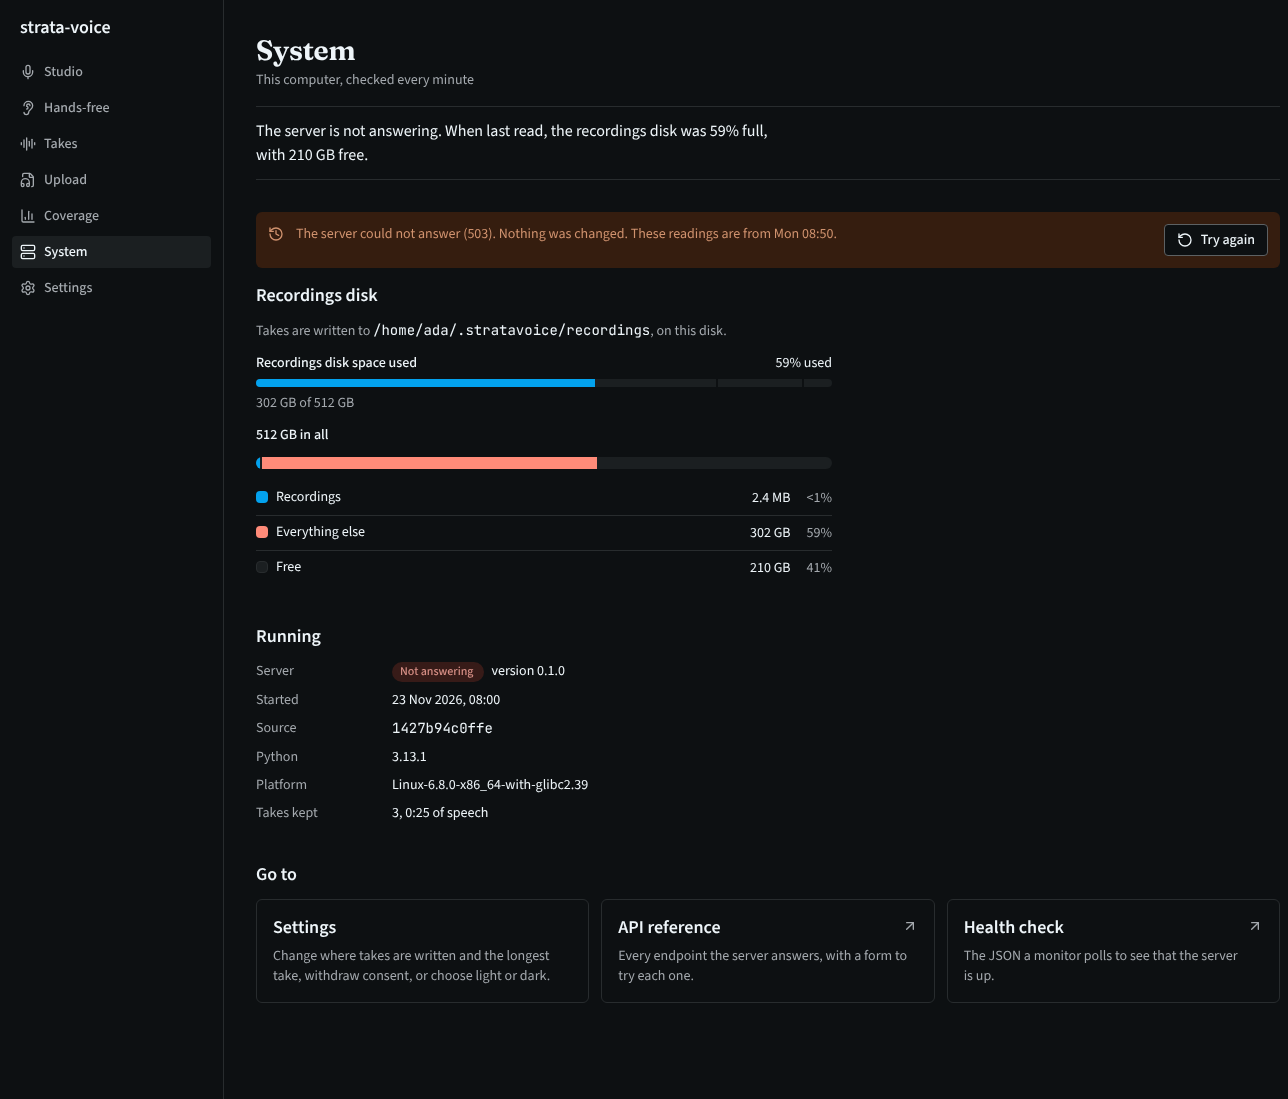 strata-voice
Studio
Hands-free
Takes
Upload
Coverage
System
Settings
System
This computer, checked every minute
The server is not answering. When last read, the recordings disk was 59% full,
with 210 GB free.
The server could not answer (503). Nothing was changed. These readings are from Mon 08:50.
Try again
Recordings disk
Takes are written to /home/ada/.stratavoice/recordings, on this disk.
Recordings disk space used 59% used
302 GB of 512 GB
512 GB in all
Recordings 2.4 MB <1%
Everything else 302 GB 59%
Free 210 GB 41%
Running
Server Not answering version 0.1.0
Started 23 Nov 2026, 08:00
Source 1427b94c0ffe
Python 3.13.1
Platform Linux-6.8.0-x86_64-with-glibc2.39
Takes kept 3, 0:25 of speech
Go to
Settings
Change where takes are written and the longest
take, withdraw consent, or choose light or dark.
API reference
Every endpoint the server answers, with a form to
try each one.
Health check
The JSON a monitor polls to see that the server
is up.